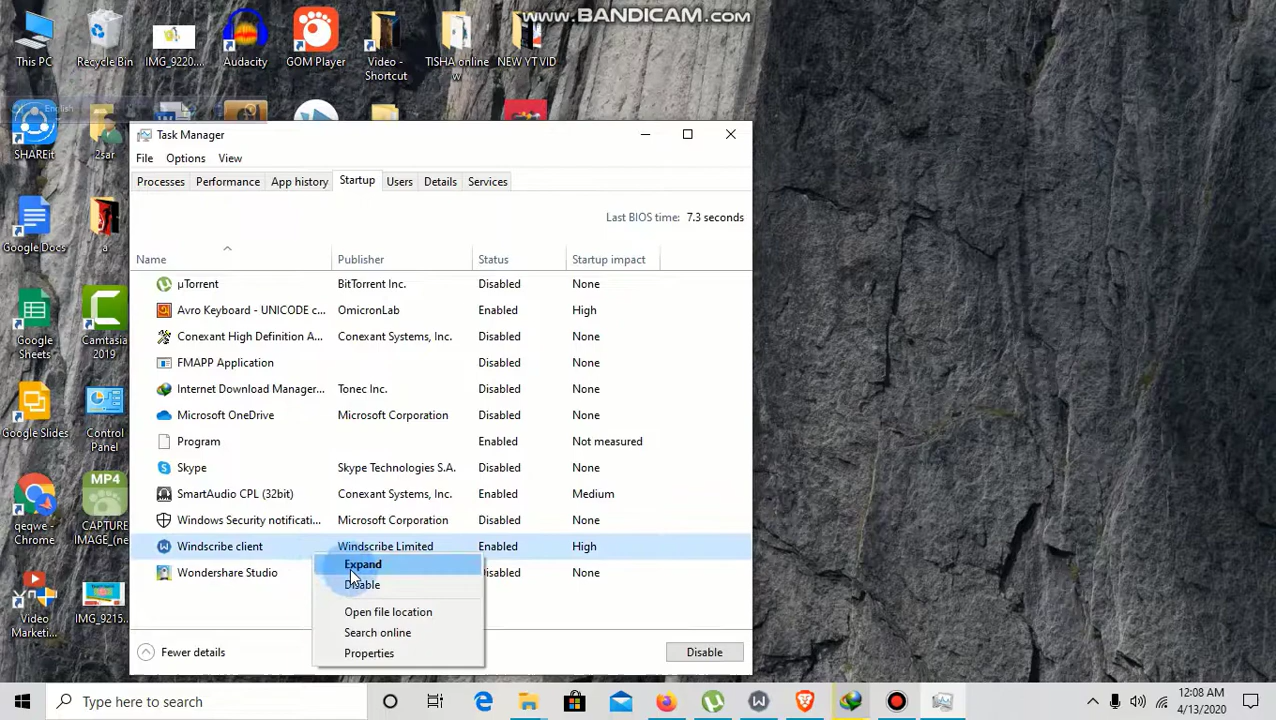 www.BANDICAM.com
This PC
Recycle Bin
IMG_9220....
Audacity
GOM Player
Video -
Shortcut
TISHA online
w
NEW YT VID
English
SHAREit
2sar
Google Docs
a
Google
Sheets
Camtasia
2019
Google Slides
Control
Panel
MP4
qeqwe -
Chrome
CAPTURE
IMAGE_(ne...
Video
Marketi...
IMG_9215....
Task Manager
File Options View
Processes Performance App history Startup Users Details Services
Last BIOS time: 7.3 seconds
Name Publisher Status Startup impact
µTorrent BitTorrent Inc. Disabled None
Avro Keyboard - UNICODE c... OmicronLab Enabled High
Conexant High Definition A... Conexant Systems, Inc. Disabled None
FMAPP Application Disabled None
Internet Download Manager... Tonec Inc. Disabled None
Microsoft OneDrive Microsoft Corporation Disabled None
Program Enabled Not measured
Skype Skype Technologies S.A. Disabled None
SmartAudio CPL (32bit) Conexant Systems, Inc. Enabled Medium
Windows Security notificati... Microsoft Corporation Disabled None
Windscribe client Windscribe Limited Enabled High
Wondershare Studio Disabled None
Expand
Disable
Open file location
Search online
Properties
Fewer details
Disable
Type here to search
12:08 AM
4/13/2020